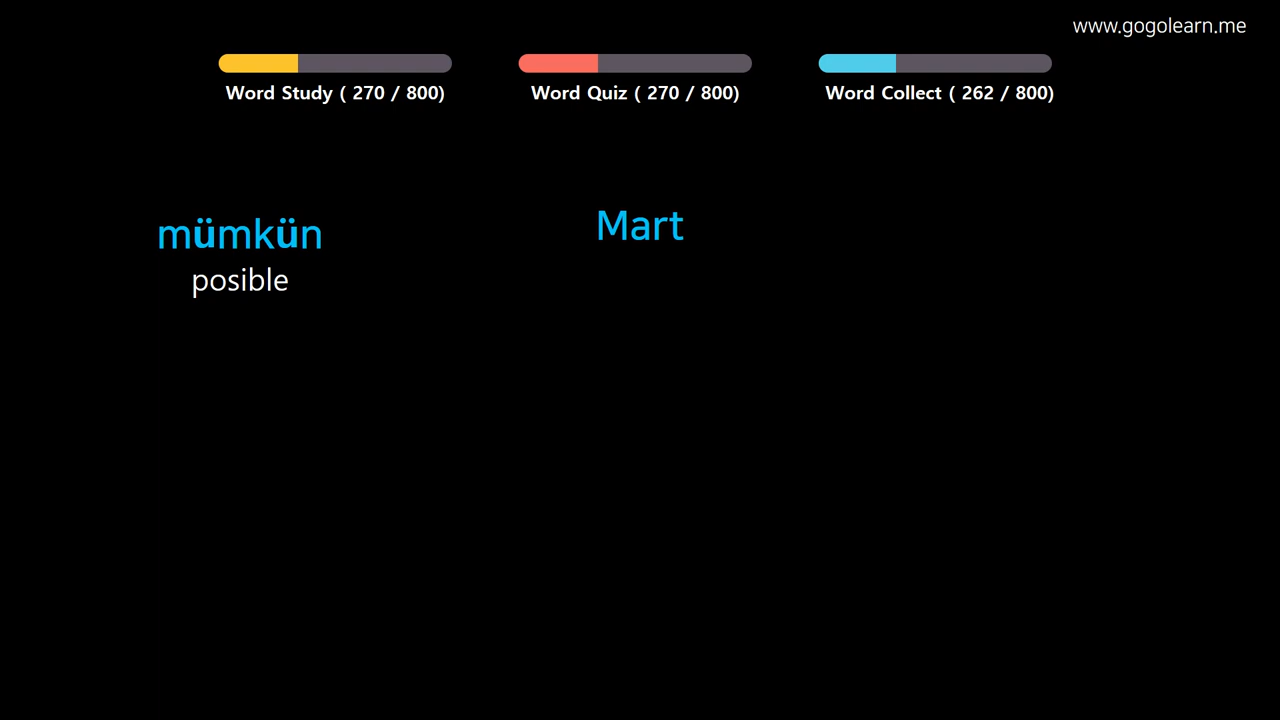 www.gogolearn.me
Word Study ( 270 / 800)
Word Quiz ( 270 / 800)
Word Collect ( 262 / 800)
mümkün
posible
Mart